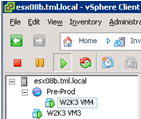 esx08b.tml.local - vSphere Client
File Edit View Inventory Administrat
Home Inv
esx08b.tml.local
Pre-Prod
W2K3 VM4
W2K3 VM3